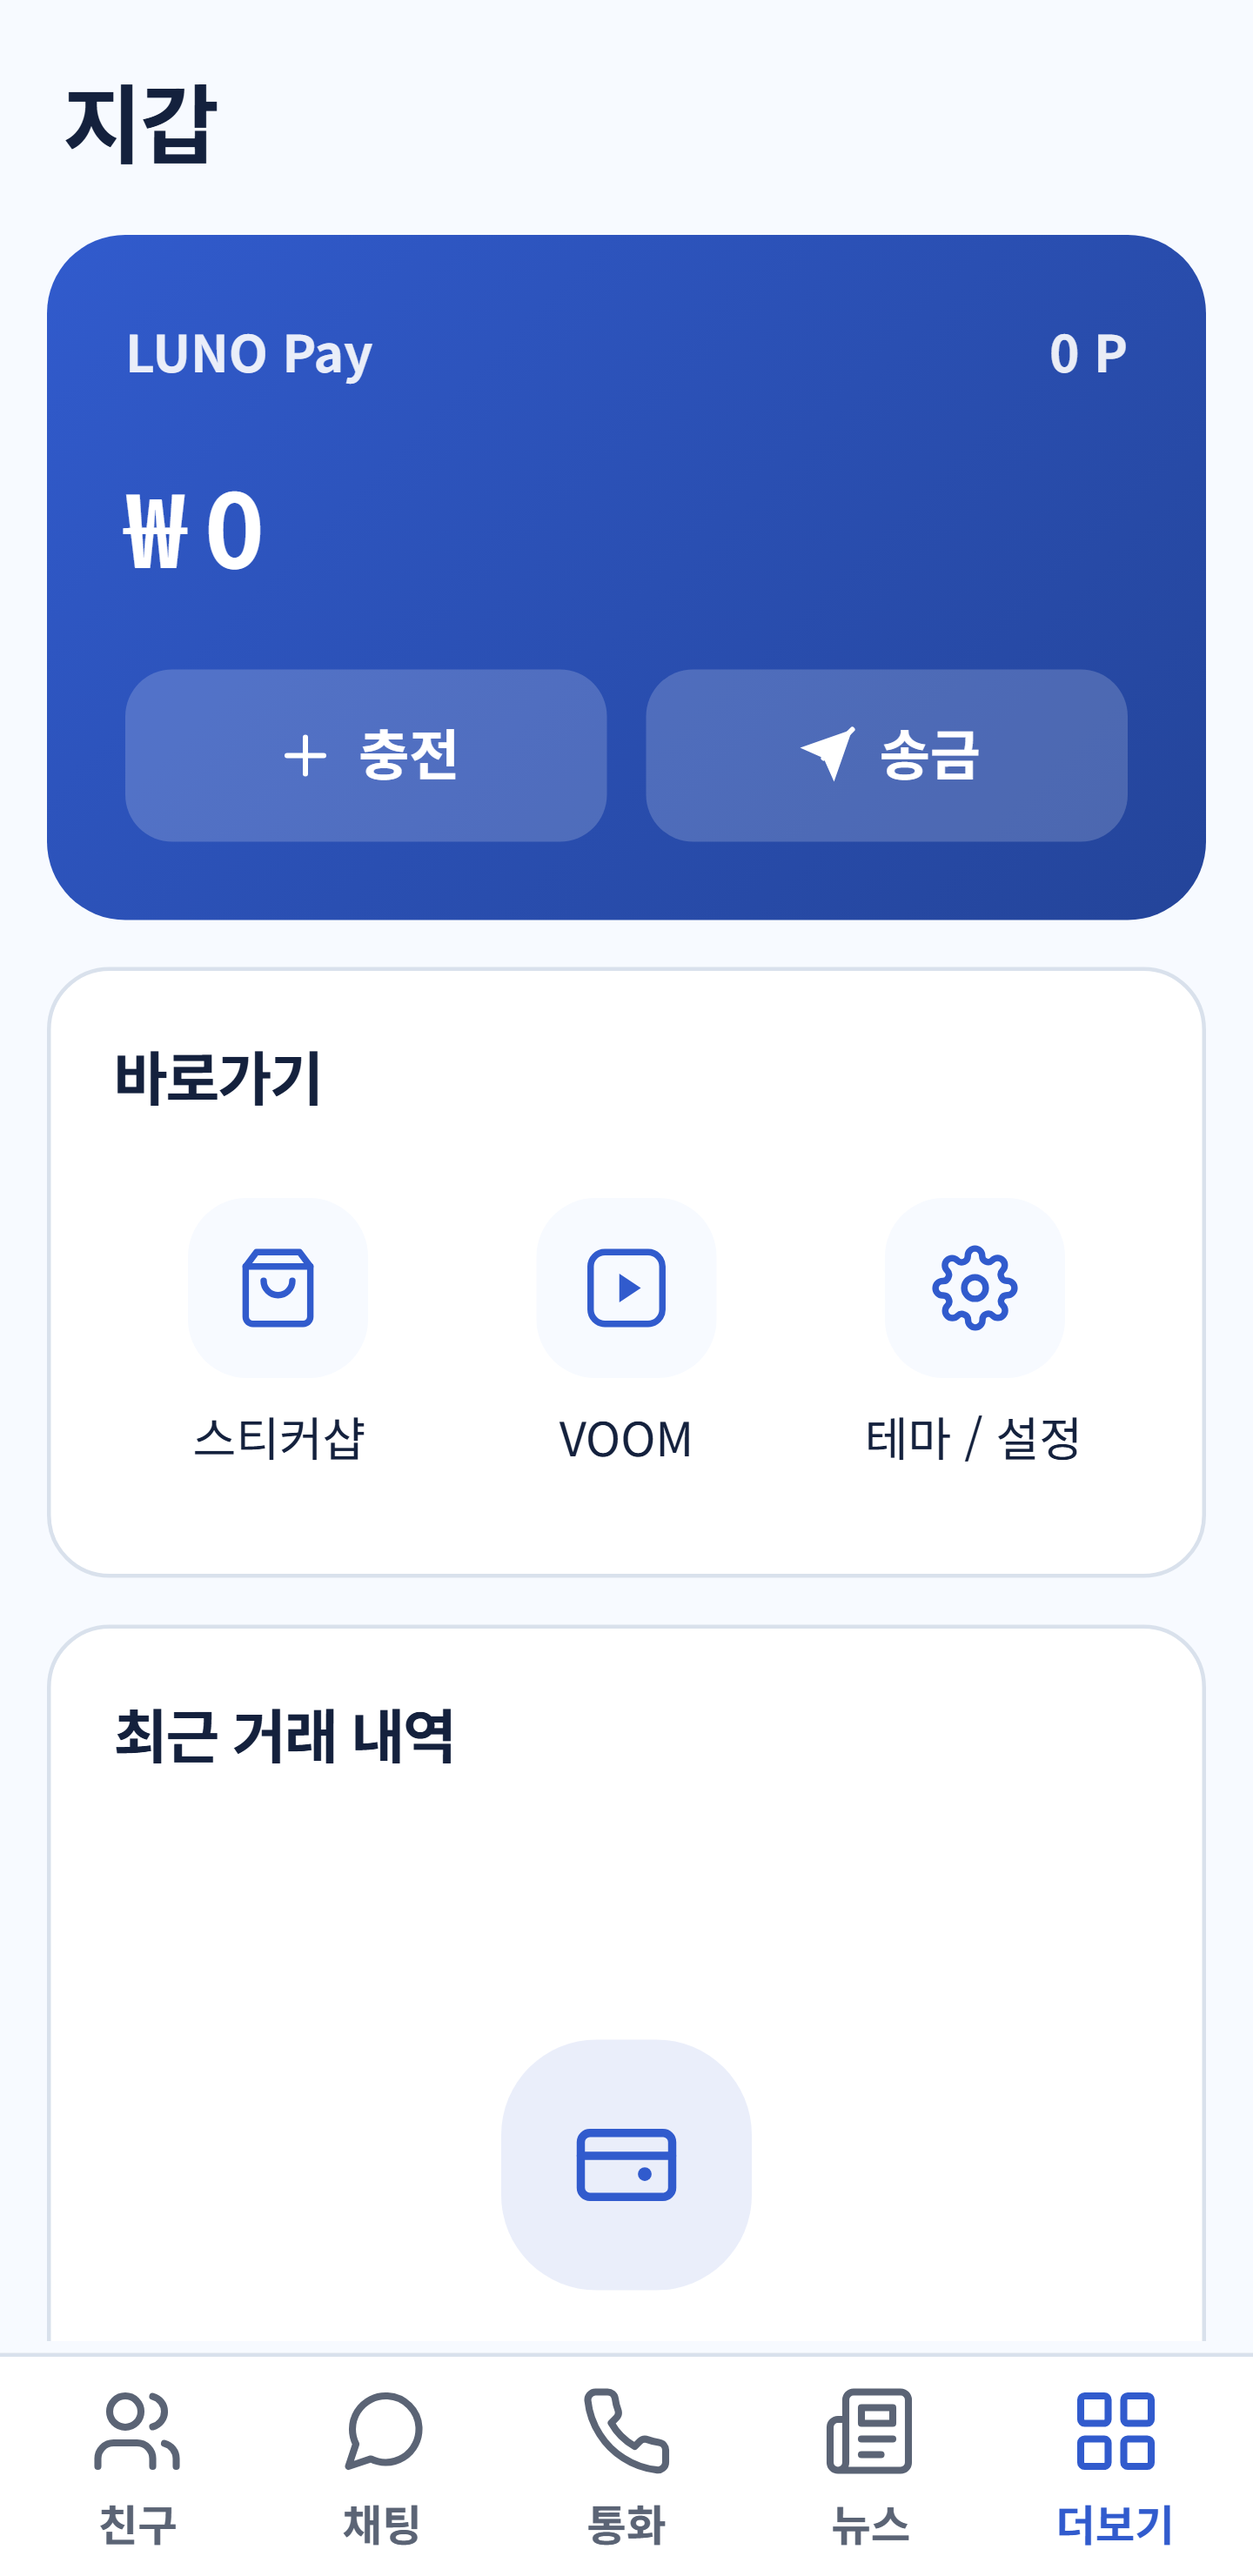 지갑
LUNO Pay
0 P
₩ 0
충전
송금
바로가기
스티커샵
VOOM
테마 / 설정
최근 거래 내역
친구
채팅
통화
뉴스
더보기